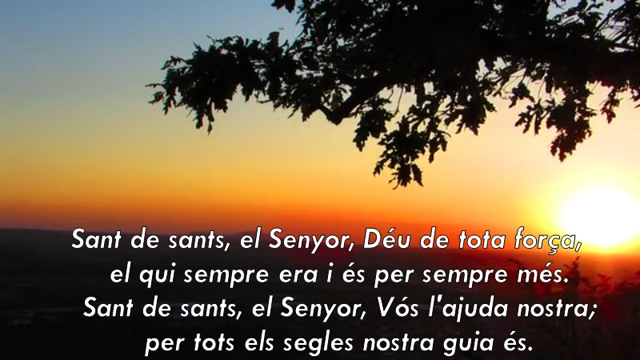 Sant de sants, el Senyor, Déu de tota força,
el qui sempre era i és per sempre més.
Sant de sants, el Senyor, Vós l'ajuda nostra;
per tots els segles nostra guia és.